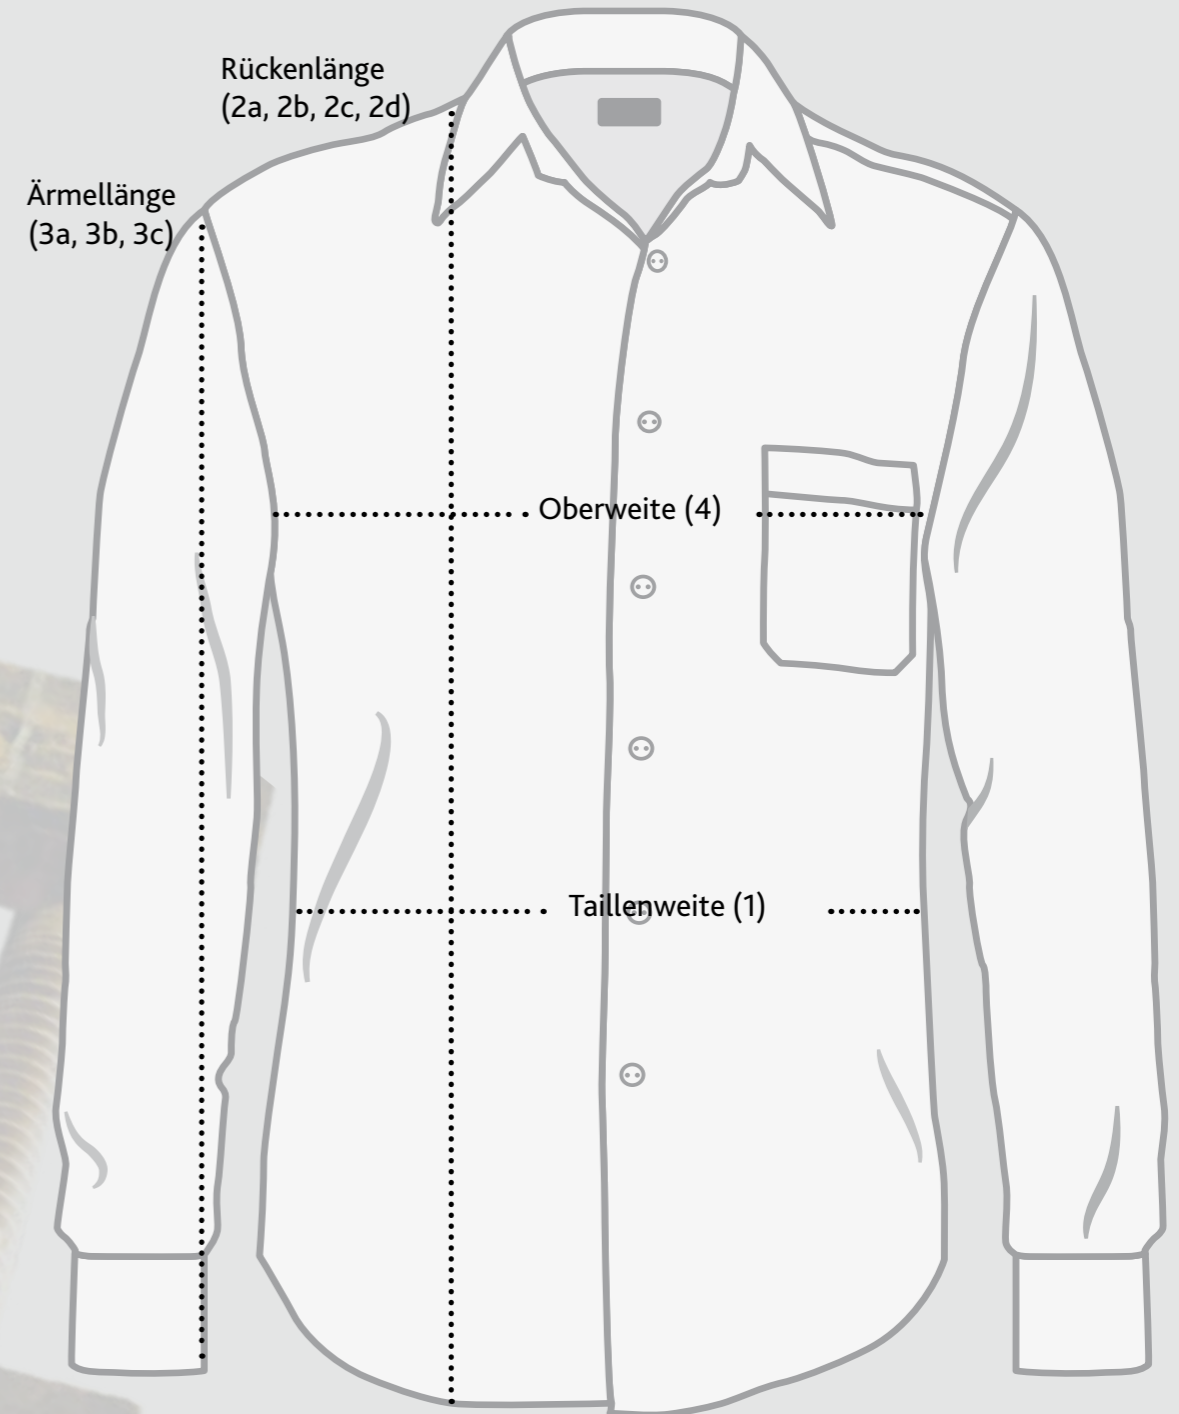 Rückenlänge
(2a, 2b, 2c, 2d)
Ärmellänge
(3a, 3b, 3c)
Oberweite (4)
Taillenweite (1)